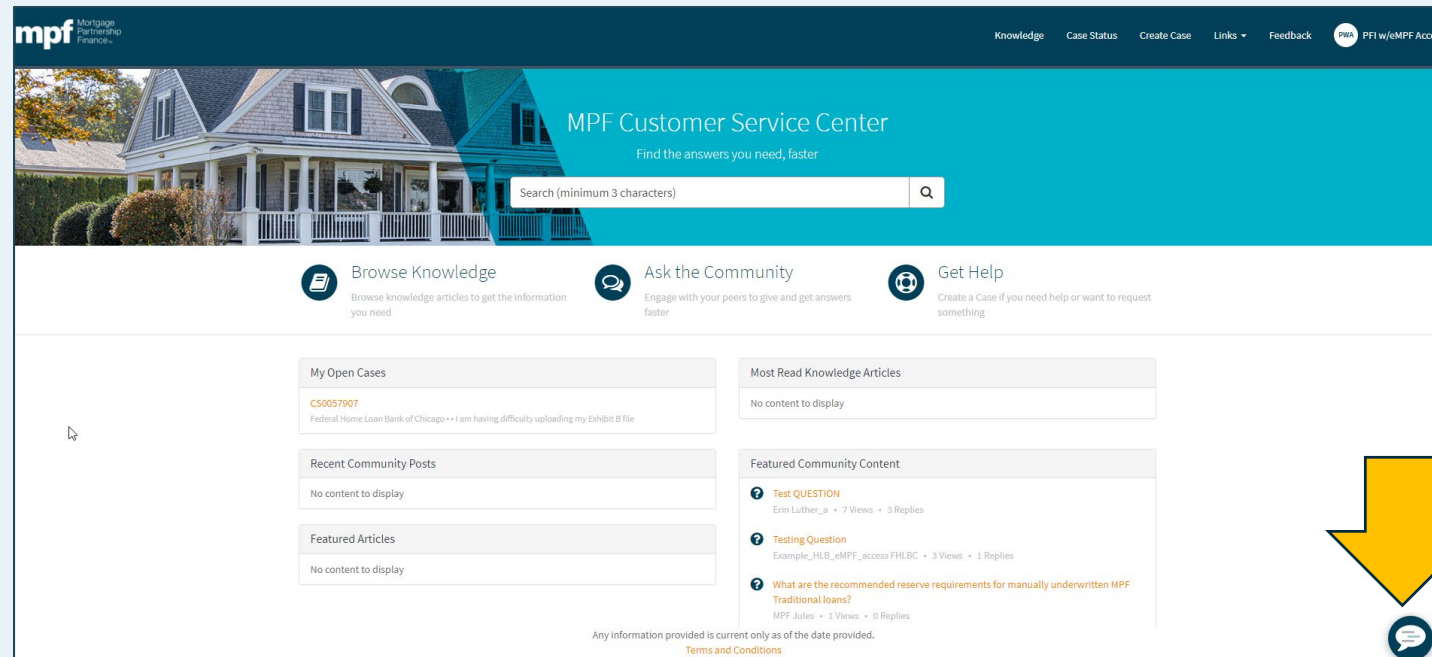 mpf Mortgage
Partnership
Finance
Knowledge Case Status Create Case Links Feedback PWA PFI w/eMPF Acc
MPF Customer Service Center
Find the answers you need, faster
Search (minimum 3 characters)
Browse Knowledge
Browse knowledge articles to get the information
you need
Ask the Community
Engage with your peers to give and get answers
faster
Get Help
Create a Case if you need help or want to request
something
My Open Cases
CS0057907
Federal Home Loan Bank of Chicago •• I am having difficulty uploading my Exhibit B file
Most Read Knowledge Articles
No content to display
Recent Community Posts
No content to display
Featured Articles
No content to display
Featured Community Content
Test QUESTION
Erin Luther_a • 7 Views • 3 Replies
Testing Question
Example_HLB_eMPF_access FHLBC • 3 Views • 1 Replies
What are the recommended reserve requirements for manually underwritten MPF
Traditional loans?
MPF Jules • 1 Views • 0 Replies
Any information provided is current only as of the date provided.
Terms and Conditions